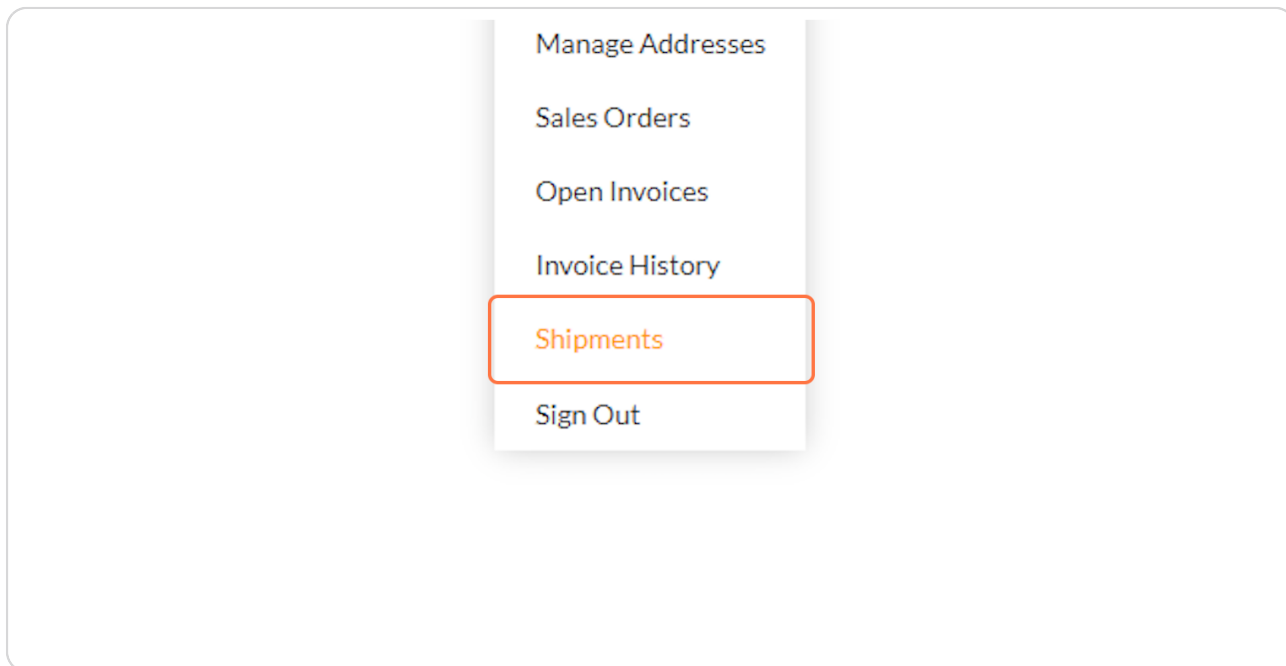 Manage Addresses
Sales Orders
Open Invoices
Invoice History
Shipments
Sign Out